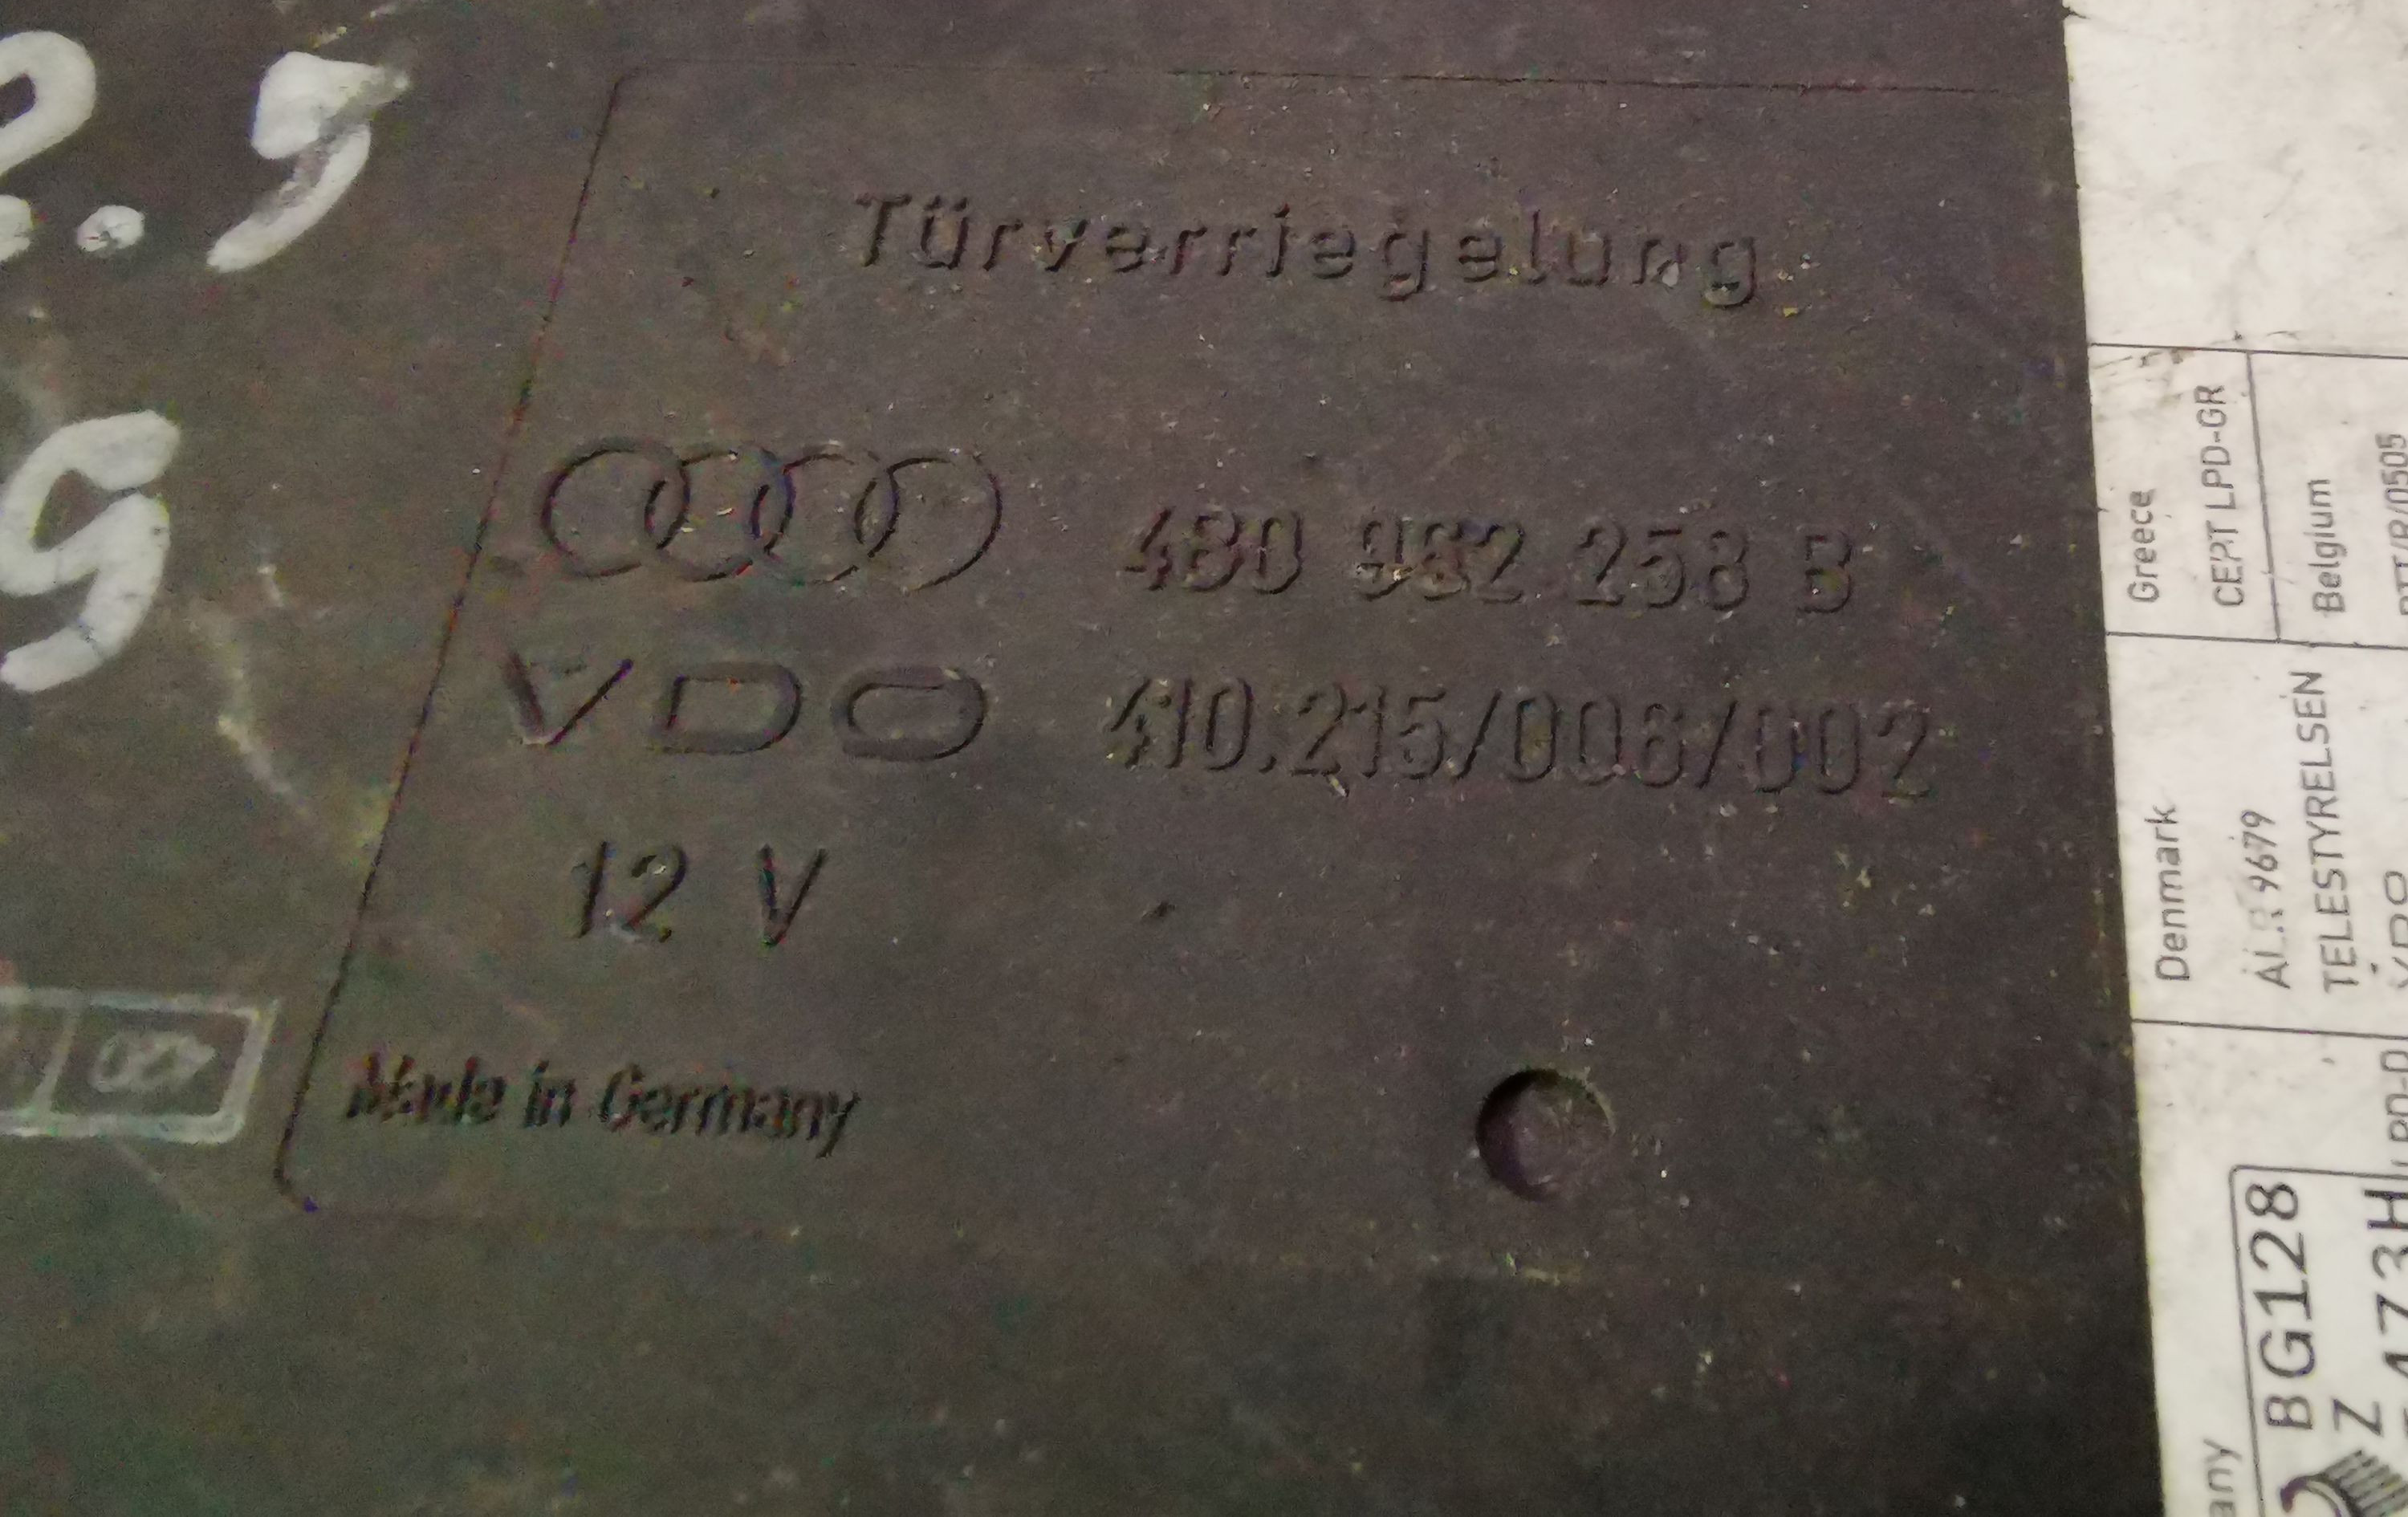 Türverriegelung
4B0 962 258 B
VDO 410.215/008/002
12 V
Made in Germany
Greece
CEPT LPD-GR
Belgium
Denmark
TELESTYRELSEN
BG128
Z